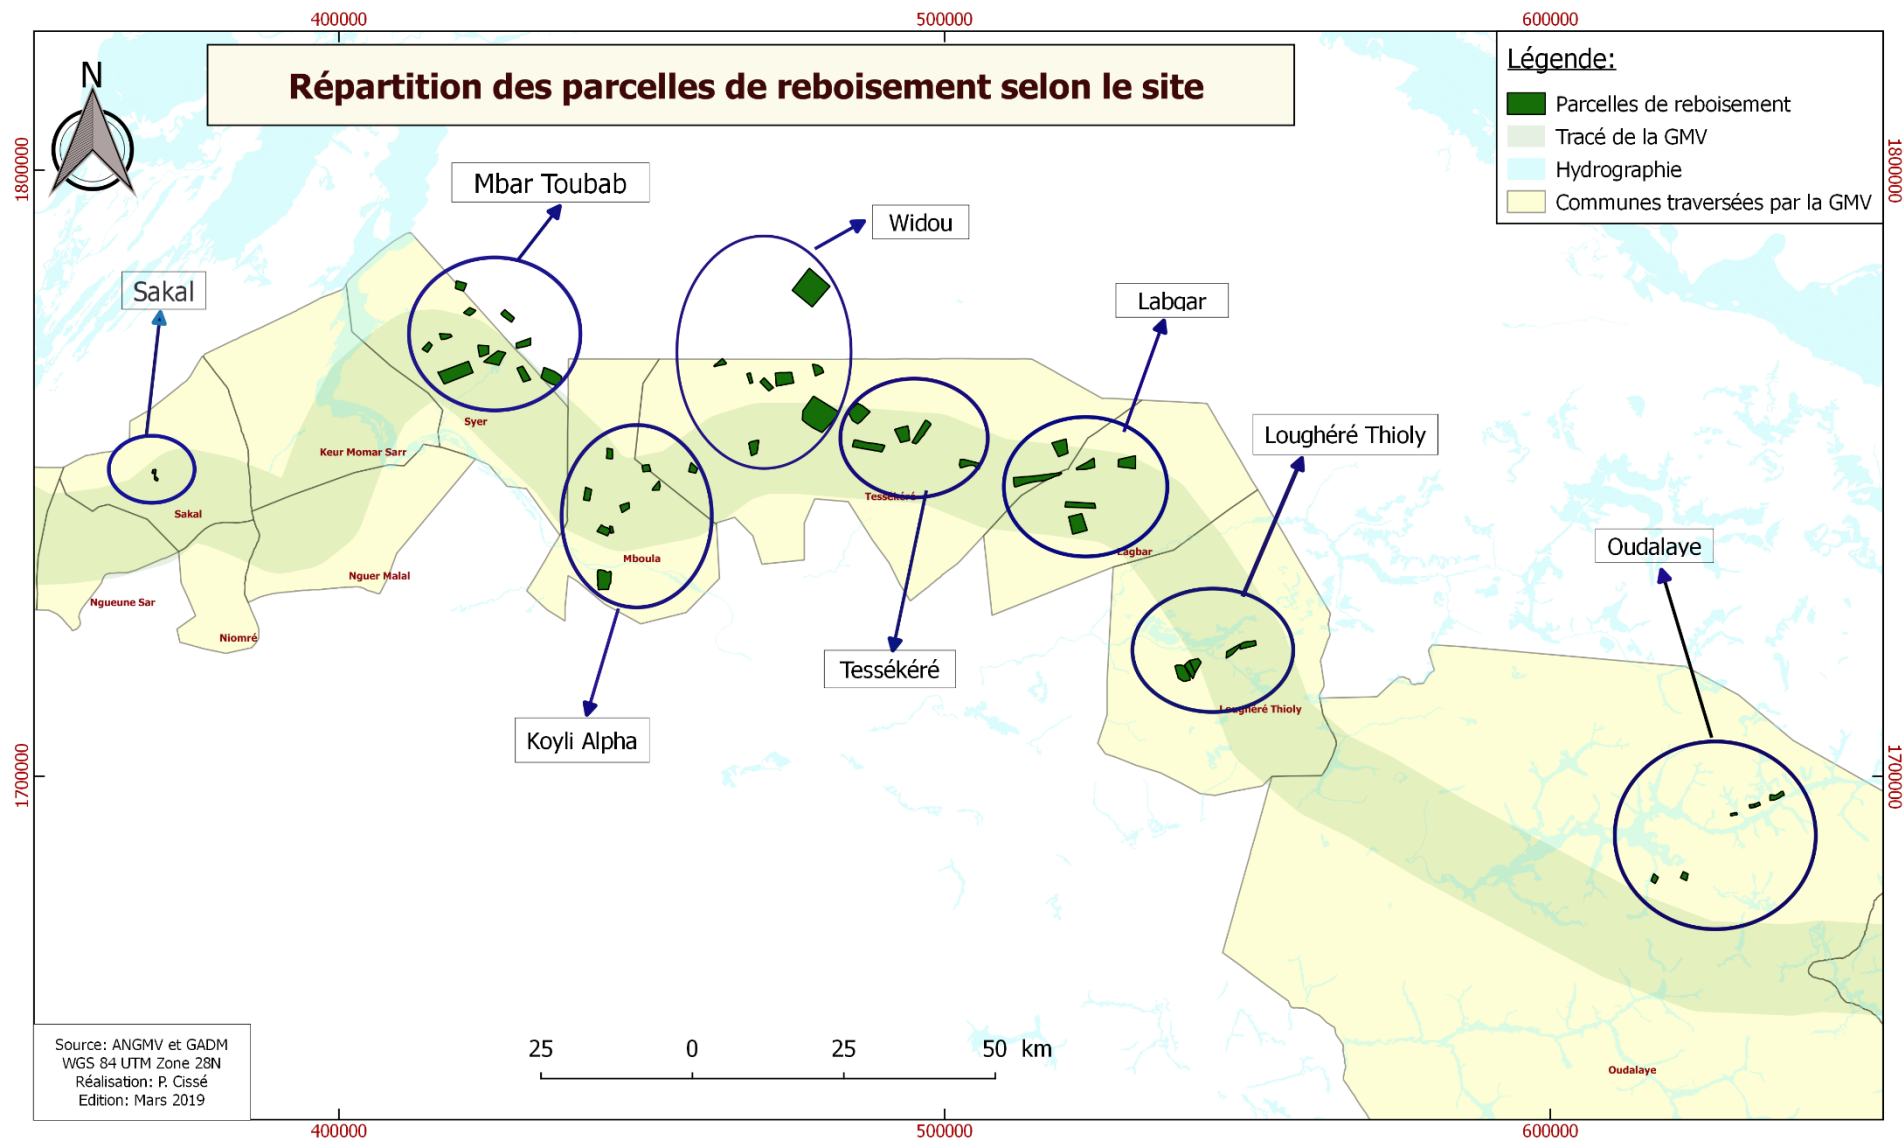 400000
500000
600000
Répartition des parcelles de reboisement selon le site
N
Légende:
Parcelles de reboisement
Tracé de la GMV
Hydrographie
Communes traversées par la GMV
1800000
1800000
Mbar Toubab
Widou
Sakal
Labgar
Loughéré Thioly
Syer
Keur Momar Sarr
Tessékéré
Sakal
Oudalaye
Lagbar
Mboula
Nguer Malal
Ngueune Sar
Niomré
Tessékéré
Loughéré Thioly
Koyli Alpha
1700000
1700000
Source: ANGMV et GADM
WGS 84 UTM Zone 28N
Réalisation: P. Cissé
Edition: Mars 2019
25 0 25 50 km
Oudalaye
400000
500000
600000